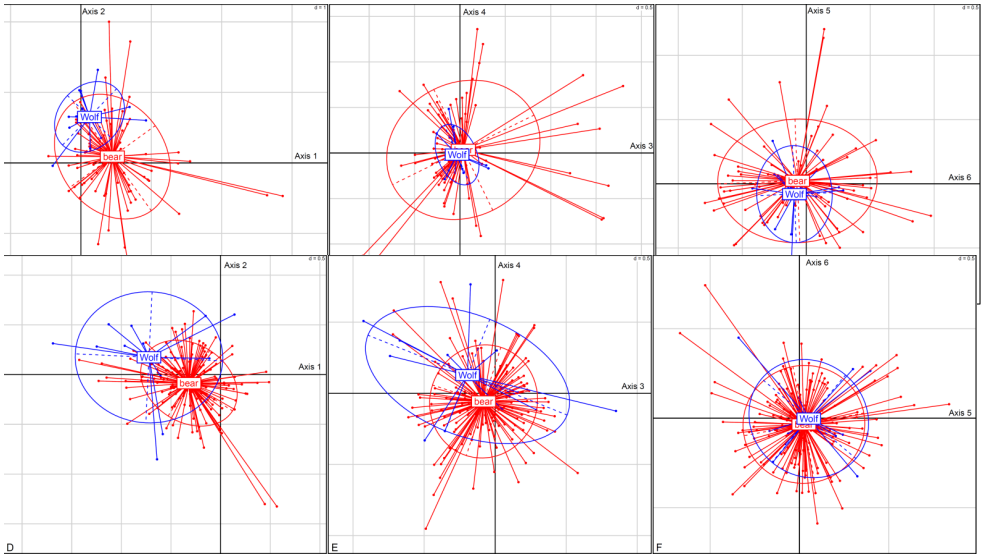 Axis 2
d = 1
Wolf
bear
Axis 1
Axis 4
d = 0.5
Wolf
Axis 3
Axis 5
d = 0.5
bear
Wolf
Axis 6
Axis 2
d = 0.5
Wolf
bear
Axis 1
D
Axis 4
d = 0.5
Wolf
bear
Axis 3
E
Axis 6
d = 0.5
Wolf
bear
Axis 5
F